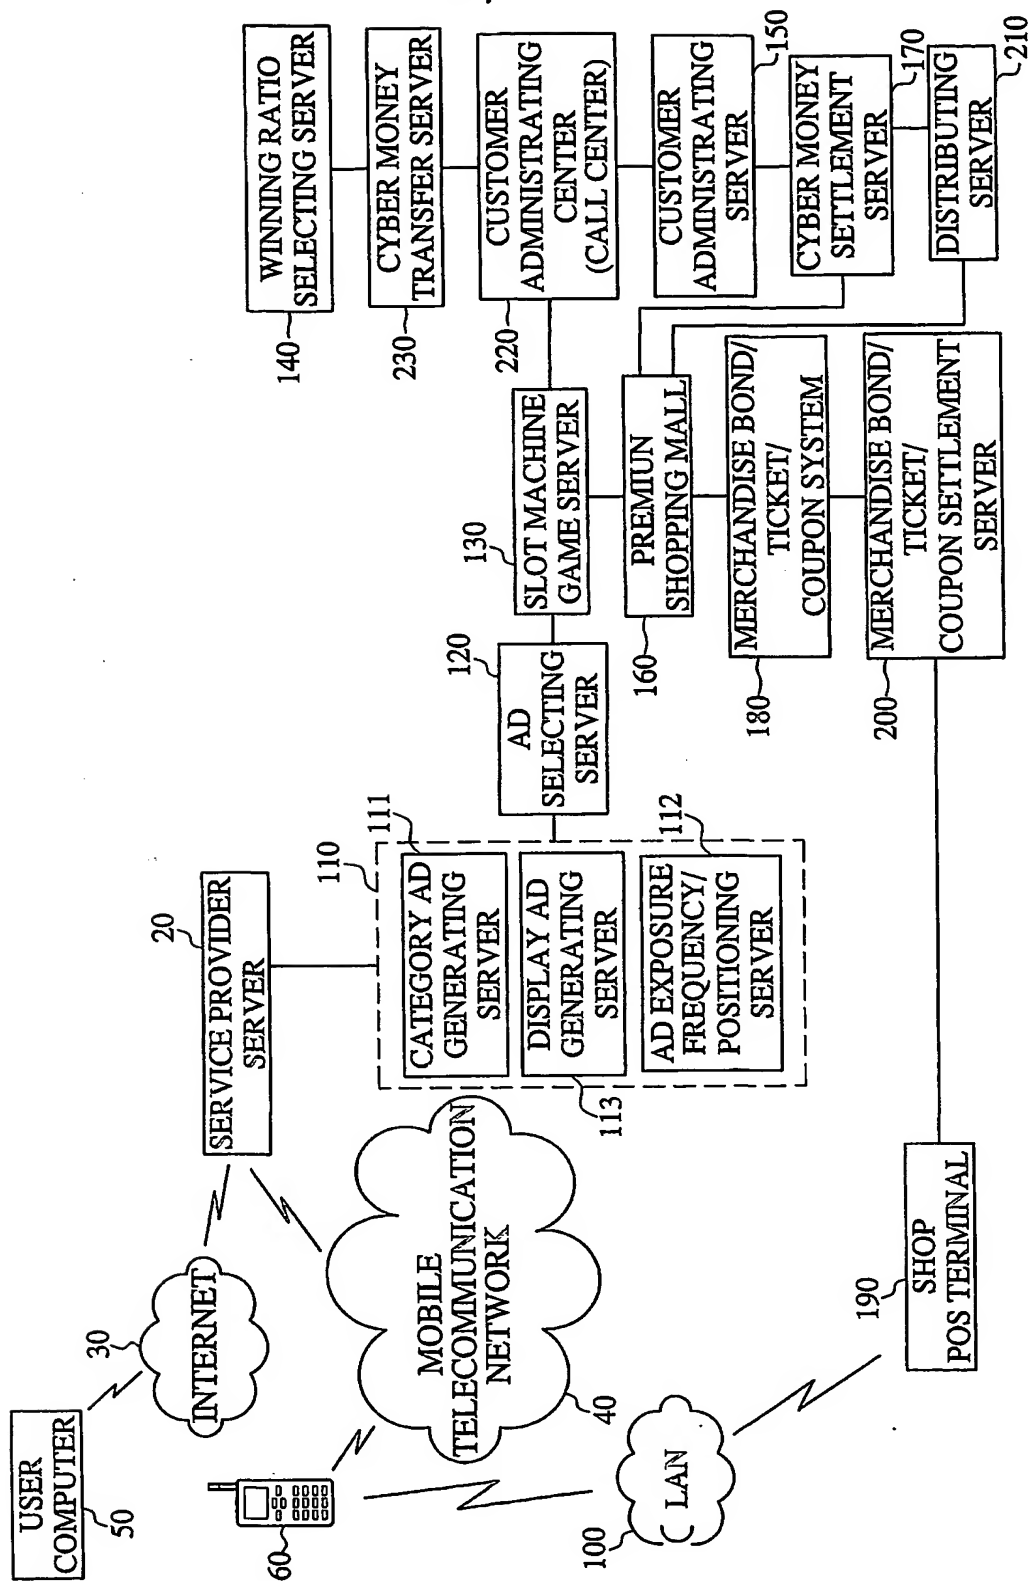 USER
COMPUTER
50
30
INTERNET
20
SERVICE PROVIDER
SERVER
60
MOBILE
TELECOMMUNICATION
NETWORK
40
100
LAN
190
SHOP
POS TERMINAL
110
111
CATEGORY AD
GENERATING
SERVER
DISPLAY AD
GENERATING
SERVER
113
112
AD EXPOSURE
FREQUENCY/
POSITIONING
SERVER
120
AD
SELECTING
SERVER
130
SLOT MACHINE
GAME SERVER
160
PREMIUN
SHOPPING MALL
180
MERCHANDISE BOND/
TICKET/
COUPON SYSTEM
200
MERCHANDISE BOND/
TICKET/
COUPON SETTLEMENT
SERVER
140
WINNING RATIO
SELECTING SERVER
230
CYBER MONEY
TRANSFER SERVER
220
CUSTOMER
ADMINISTRATING
CENTER
(CALL CENTER)
CUSTOMER
ADMINISTRATING
SERVER
150
CYBER MONEY
SETTLEMENT
SERVER
170
DISTRIBUTING
SERVER
210